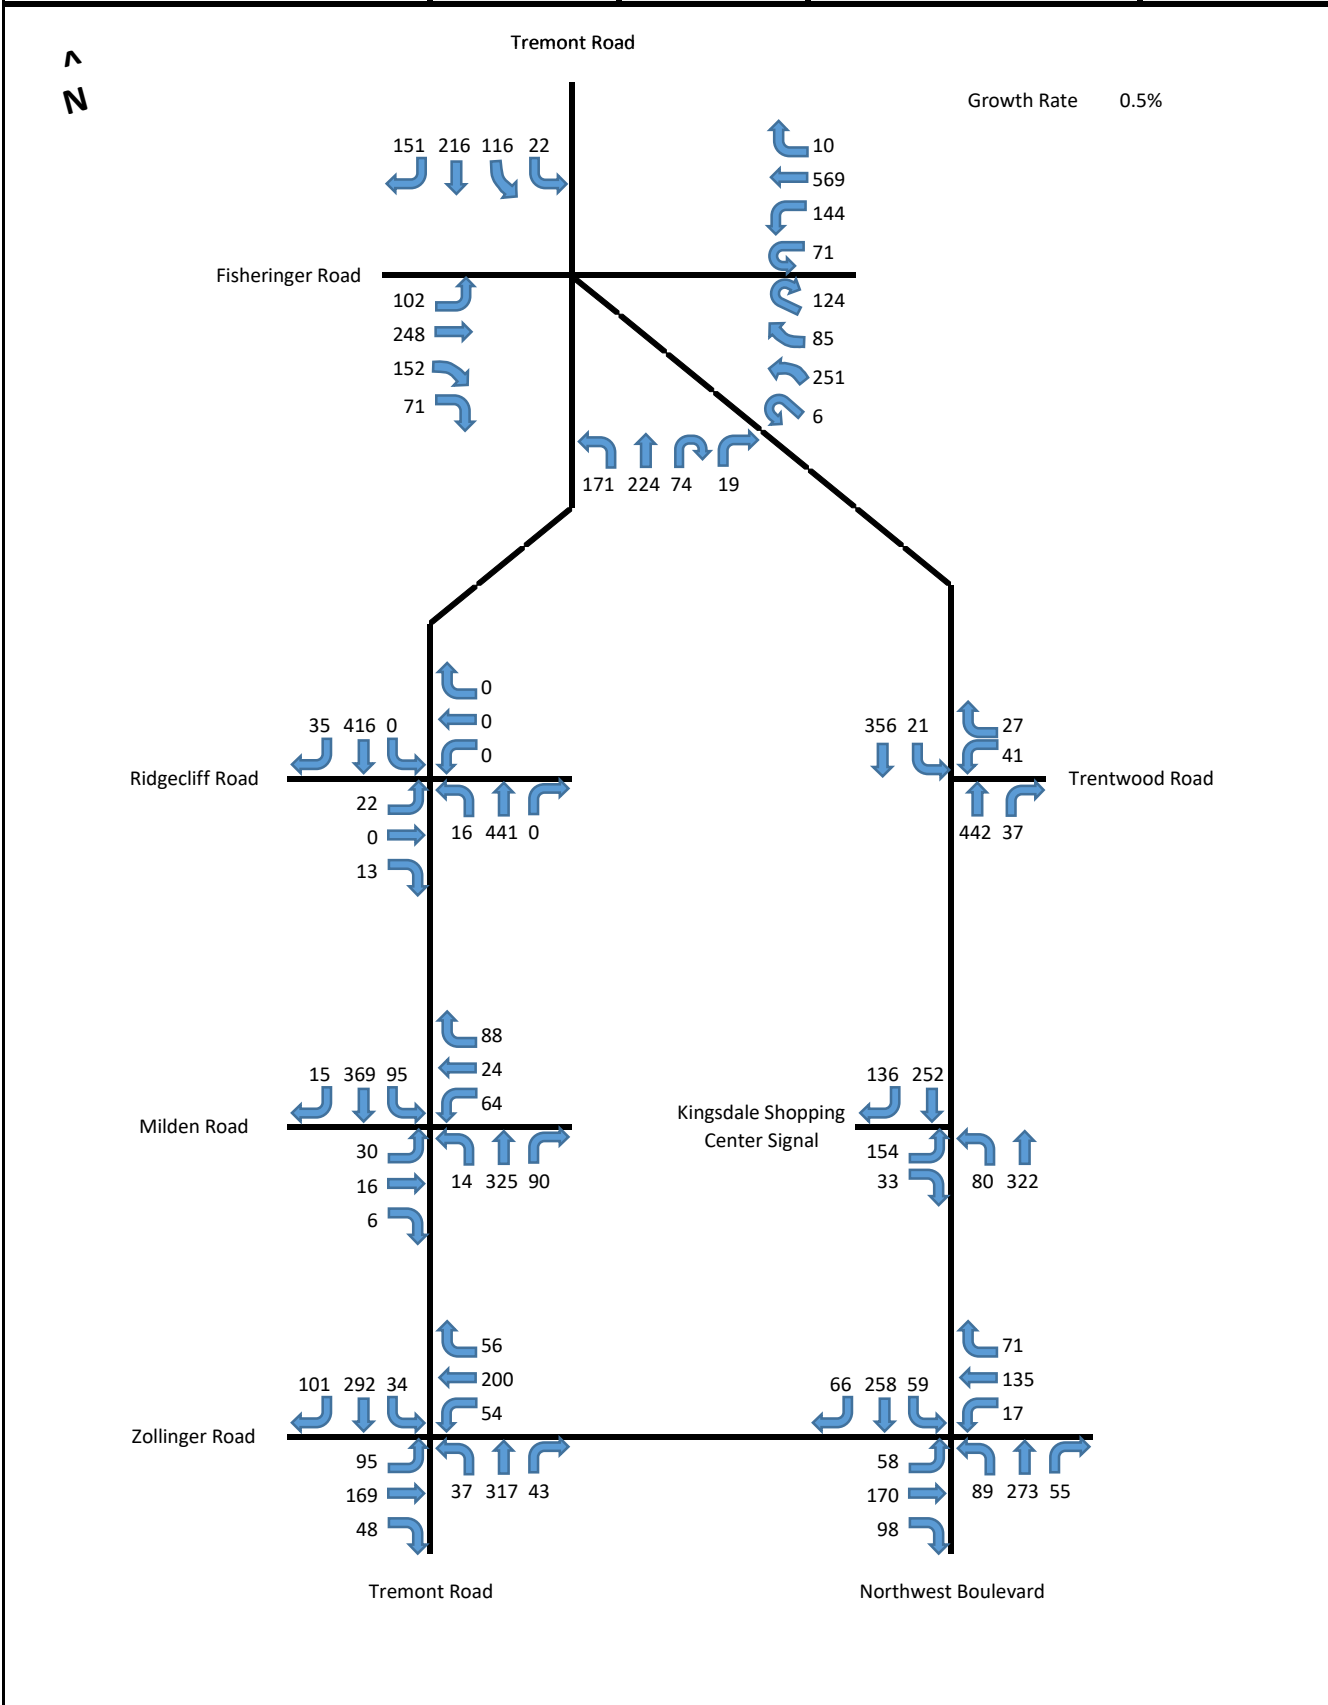 Tremont Road
^
N
Growth Rate 0.5%
151 216 116 22
10
569
144
71
Fisheringer Road
102
248
152
71
124
85
251
6
171 224 74 19
0
0
0
35 416 0
Ridgecliff Road
22
0
13
16 441 0
356 21
27
41
Trentwood Road
442 37
88
24
64
15 369 95
Milden Road
30
16
6
14 325 90
136 252
Kingsdale Shopping
Center Signal
154
33
80 322
56
200
54
101 292 34
Zollinger Road
95
169
48
37 317 43
71
135
17
66 258 59
58
170
98
89 273 55
Tremont Road
Northwest Boulevard